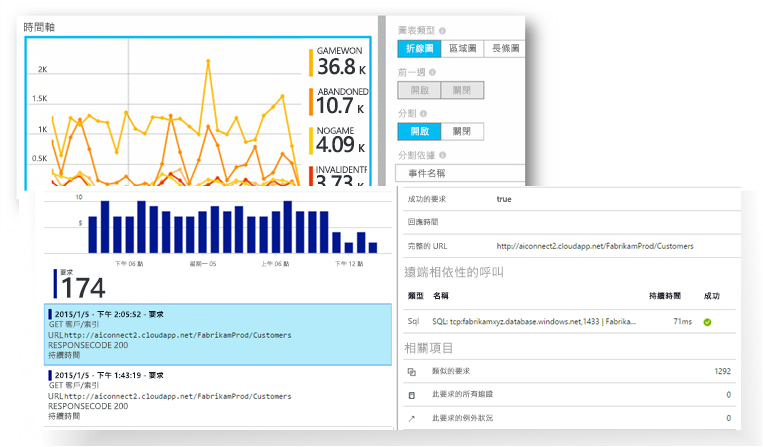 時間軸
2K
1.5K
1K
0.5K
GAMEWON
36.8 K
ABANDONED
10.7 K
NOGAME
4.09 K
INVALIDENTR
3.73 K
圖表類型
折線圖 區域圖 長條圖
前一週
開啟 關閉
分割
開啟 關閉
分割依據
事件名稱
10
5
下午 06 點 週一 05 上午 06 點 下午 12 點
要求
174
2015/1/5 - 下午 2:05:52 - 要求
GET 客戶/索引
URLhttp://aiconnect2.cloudapp.net/FabrikamProd/Customers
RESPONSECODE 200
持續時間
2015/1/5 - 下午 1:43:19 - 要求
GET 客戶/索引
URLhttp://aiconnect2.cloudapp.net/FabrikamProd/Customers
RESPONSECODE 200
持續時間
成功的要求 true
回應時間
完整的 URL http://aiconnect2.cloudapp.net/FabrikamProd/Customers
遠端相依性的呼叫
類型 名稱 持續時間 成功
Sql SQL: tcp:fabrikamxyz.database.windows.net,1433 | Fabrika... 71ms
相關項目
類似的要求 1292
此要求的所有追蹤 0
此要求的例外狀況 0